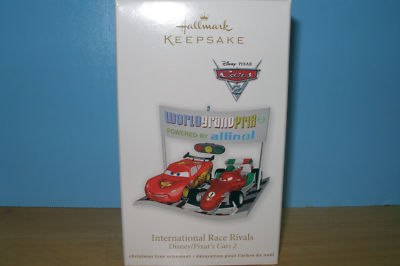 Hallmark
KEEPSAKE
Disney · PIXAR
Cars
2
WORLD GRAND PRIX
POWERED BY allinol
International Race Rivals
Disney/Pixar's Cars 2
christmas tree ornament • décoration pour l'arbre de noël